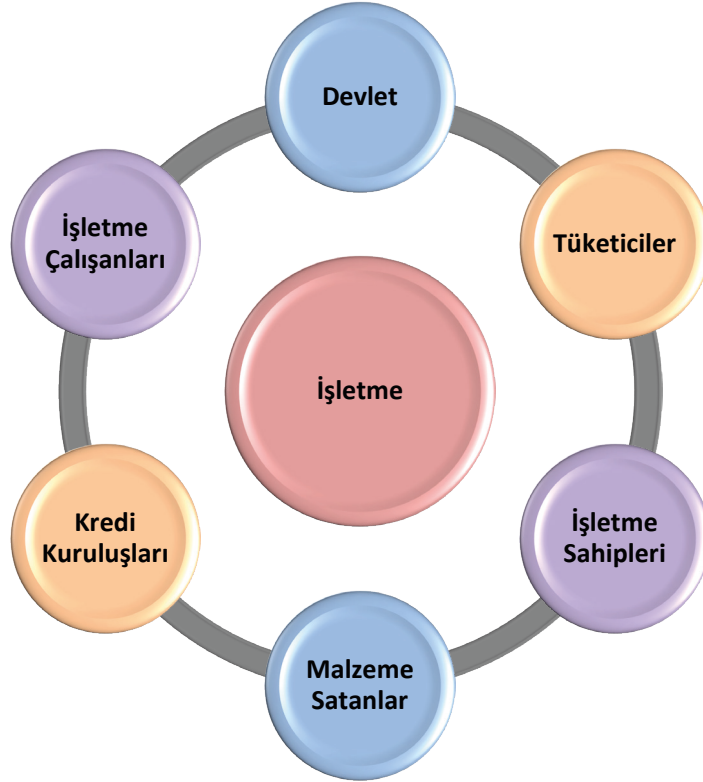 Devlet
Tüketiciler
İşletme
Sahipleri
Malzeme
Satanlar
Kredi
Kuruluşları
İşletme
Çalışanları
İşletme